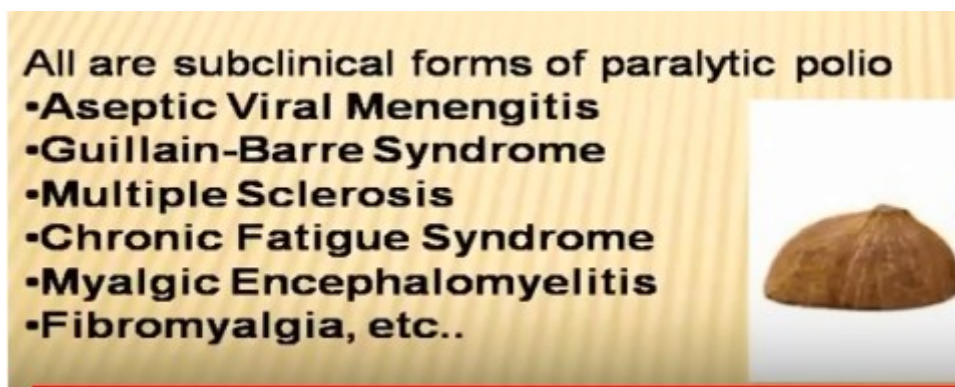 All are subclinical forms of paralytic polio
•Aseptic Viral Menengitis
•Guillain-Barre Syndrome
•Multiple Sclerosis
•Chronic Fatigue Syndrome
•Myalgic Encephalomyelitis
•Fibromyalgia, etc..